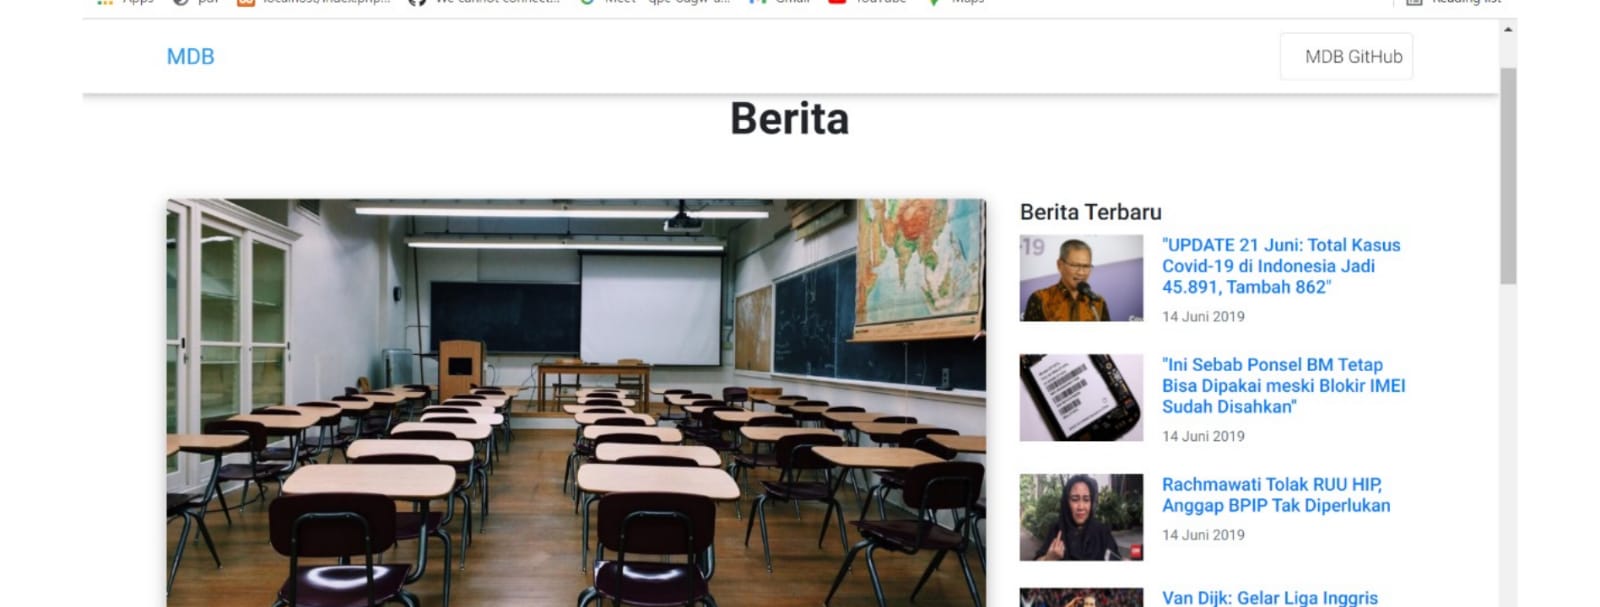 MDB
MDB GitHub
Berita
Berita Terbaru
-19
"UPDATE 21 Juni: Total Kasus
Covid-19 di Indonesia Jadi
45.891, Tambah 862"
14 Juni 2019
"Ini Sebab Ponsel BM Tetap
Bisa Dipakai meski Blokir IMEI
Sudah Disahkan"
14 Juni 2019
Rachmawati Tolak RUU HIP,
Anggap BPIP Tak Diperlukan
14 Juni 2019
Van Dijk: Gelar Liga Inggris